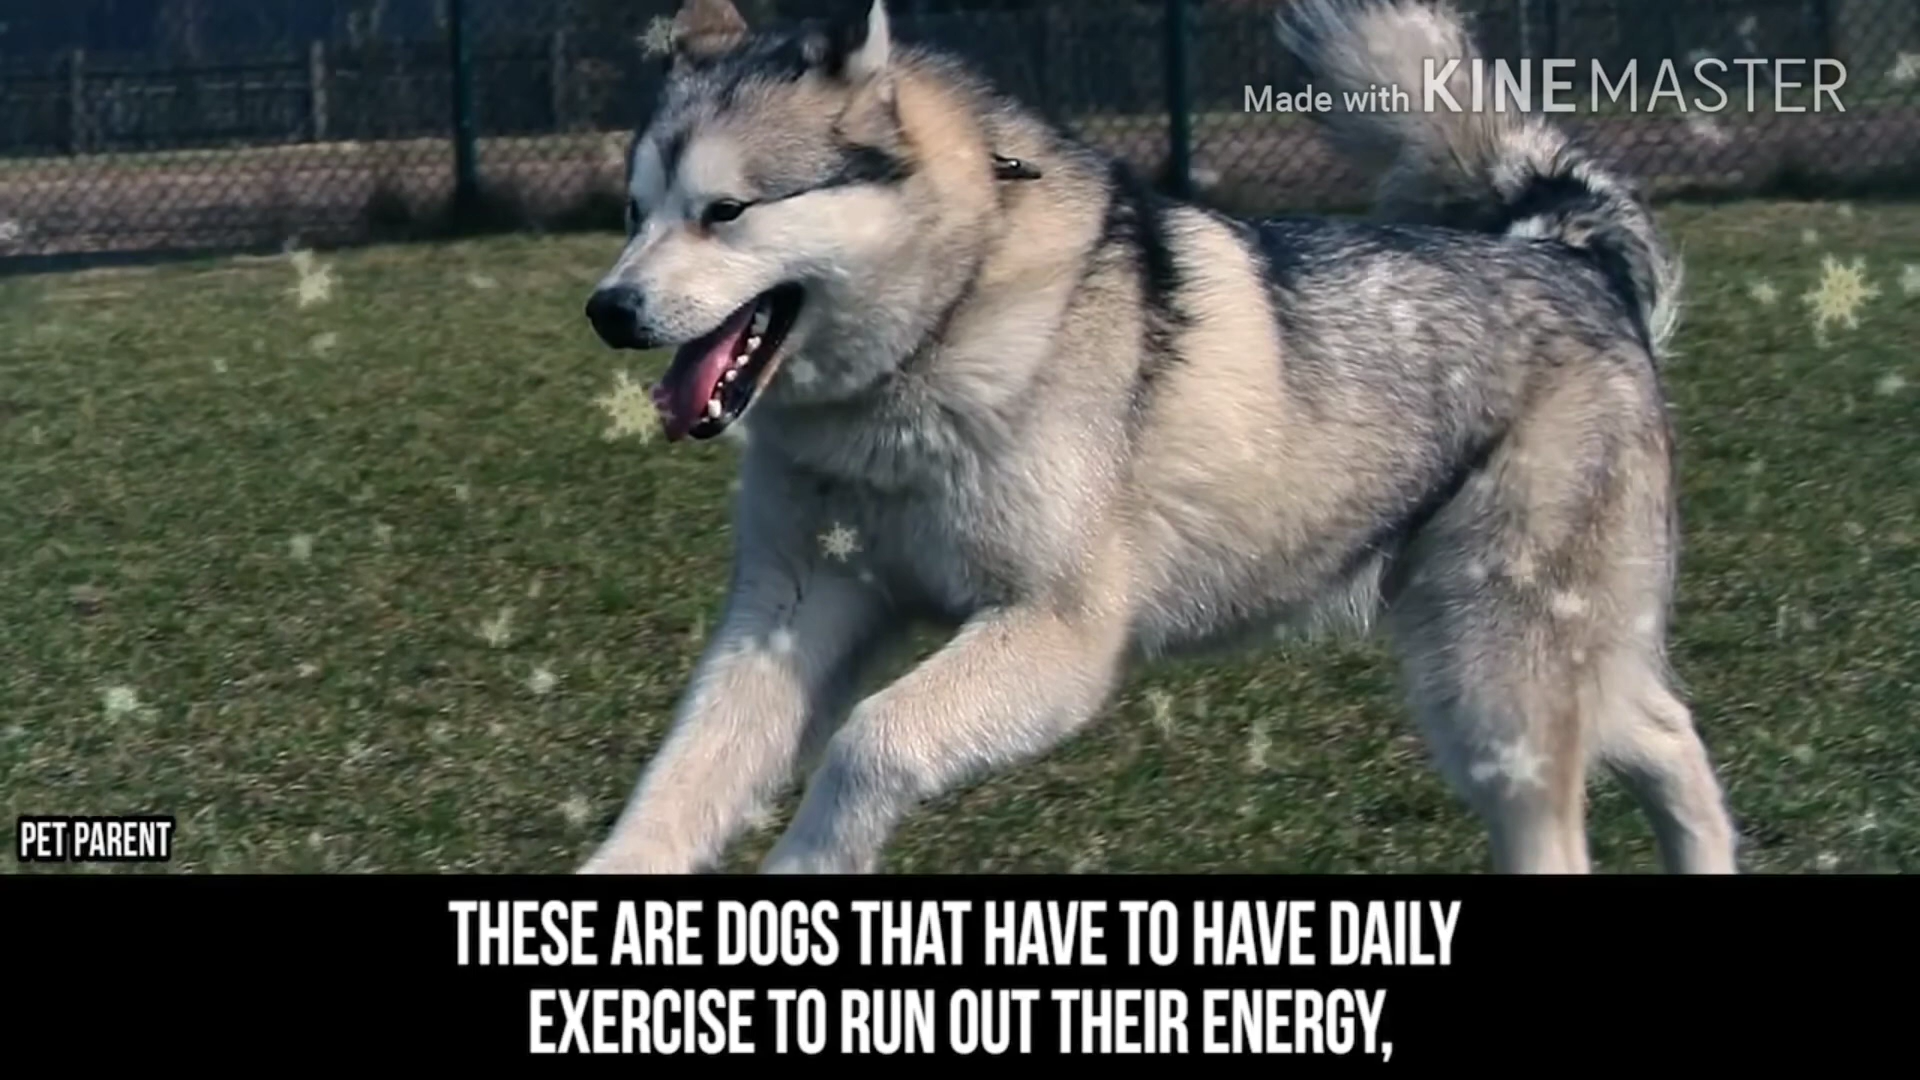 Made with KINEMASTER
PET PARENT
THESE ARE DOGS THAT HAVE TO HAVE DAILY
EXERCISE TO RUN OUT THEIR ENERGY,